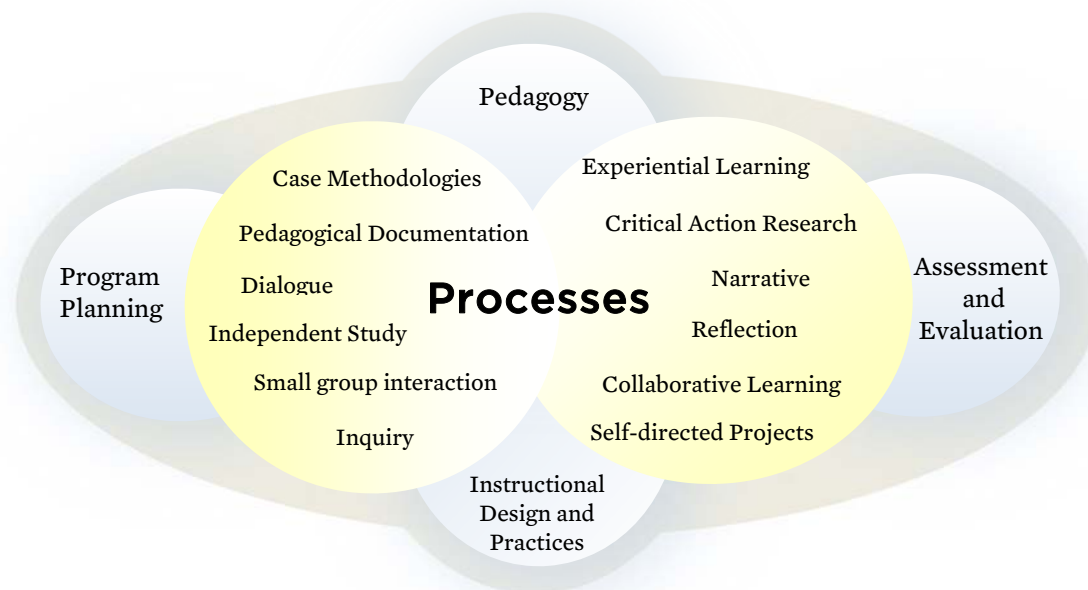 Pedagogy
Case Methodologies
Pedagogical Documentation
Dialogue
Independent Study
Small group interaction
Inquiry
Processes
Experiential Learning
Critical Action Research
Narrative
Reflection
Collaborative Learning
Self-directed Projects
Program
Planning
Assessment
and
Evaluation
Instructional
Design and
Practices